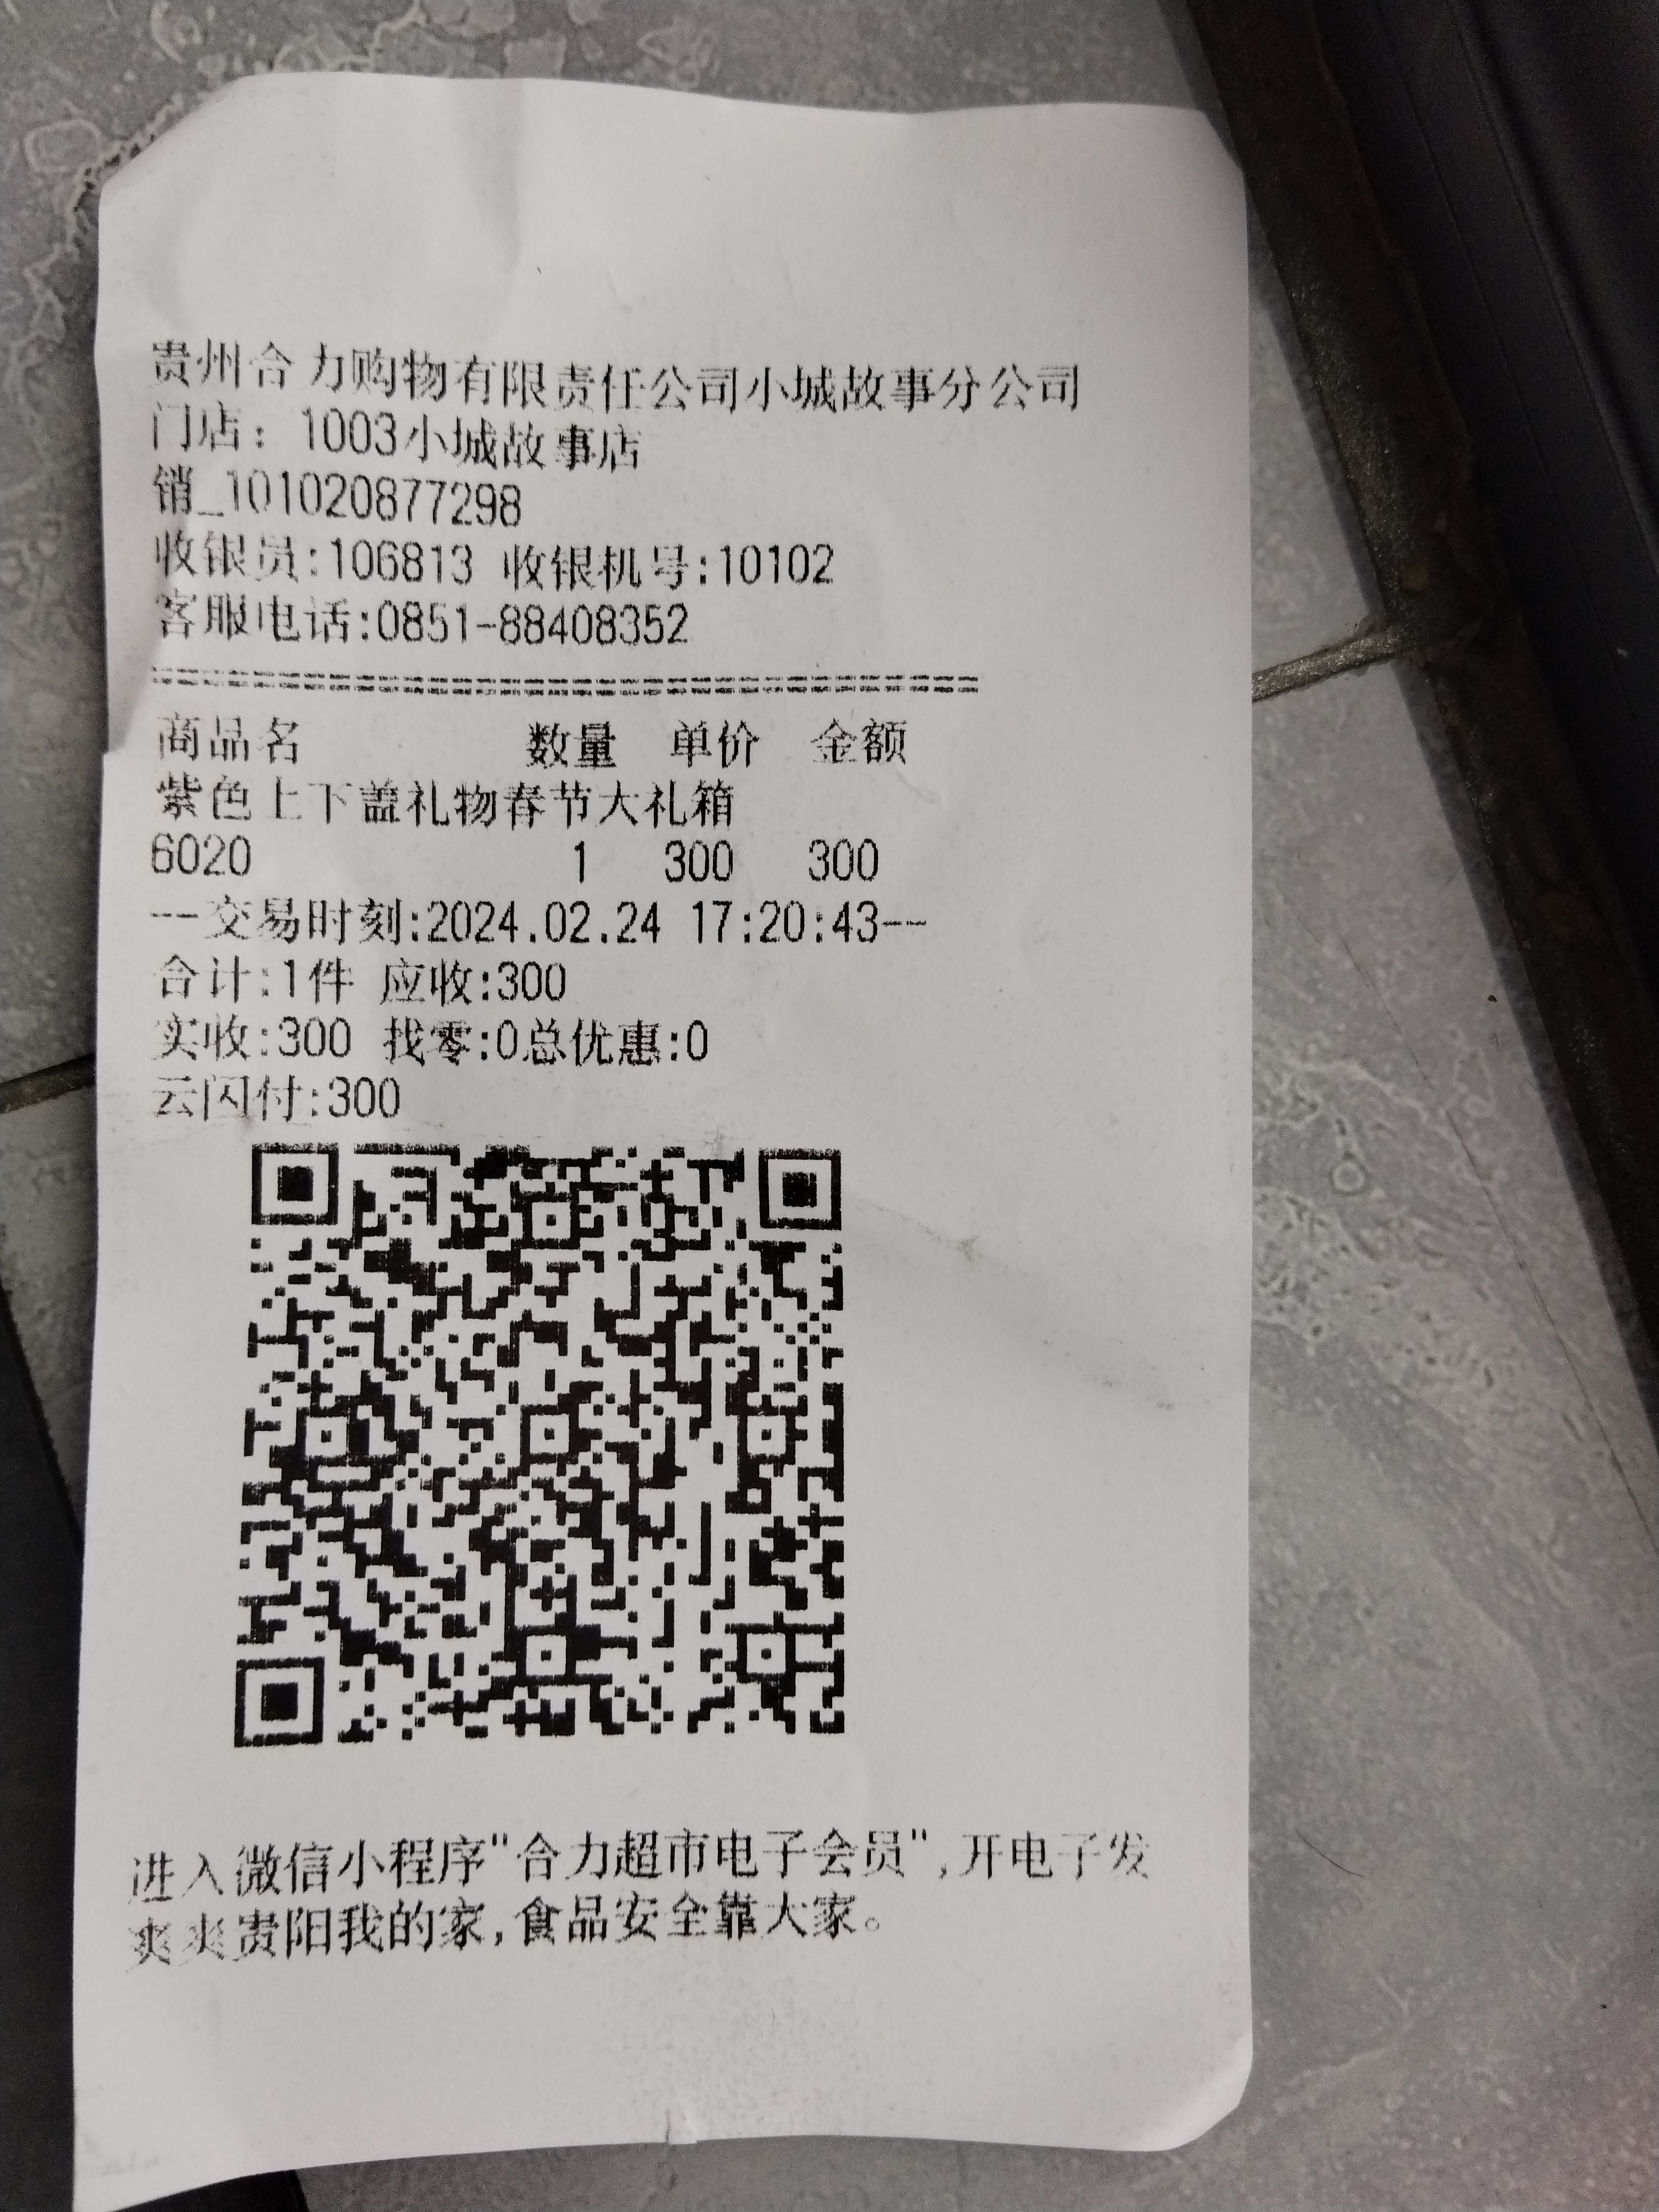 贵州合力购物有限责任公司小城故事分公司
门店：1003小城故事店
销_101020877298
收银员:106813 收银机号:10102
客服电话:0851-88408352
===================================
商品名 数量 单价 金额
紫色上下盖礼物春节大礼箱
6020 1 300 300
--交易时刻:2024.02.24 17:20:43--
合计:1件 应收:300
实收:300 找零:0总优惠:0
云闪付:300
进入微信小程序"合力超市电子会员",开电子发
爽爽贵阳我的家,食品安全靠大家。